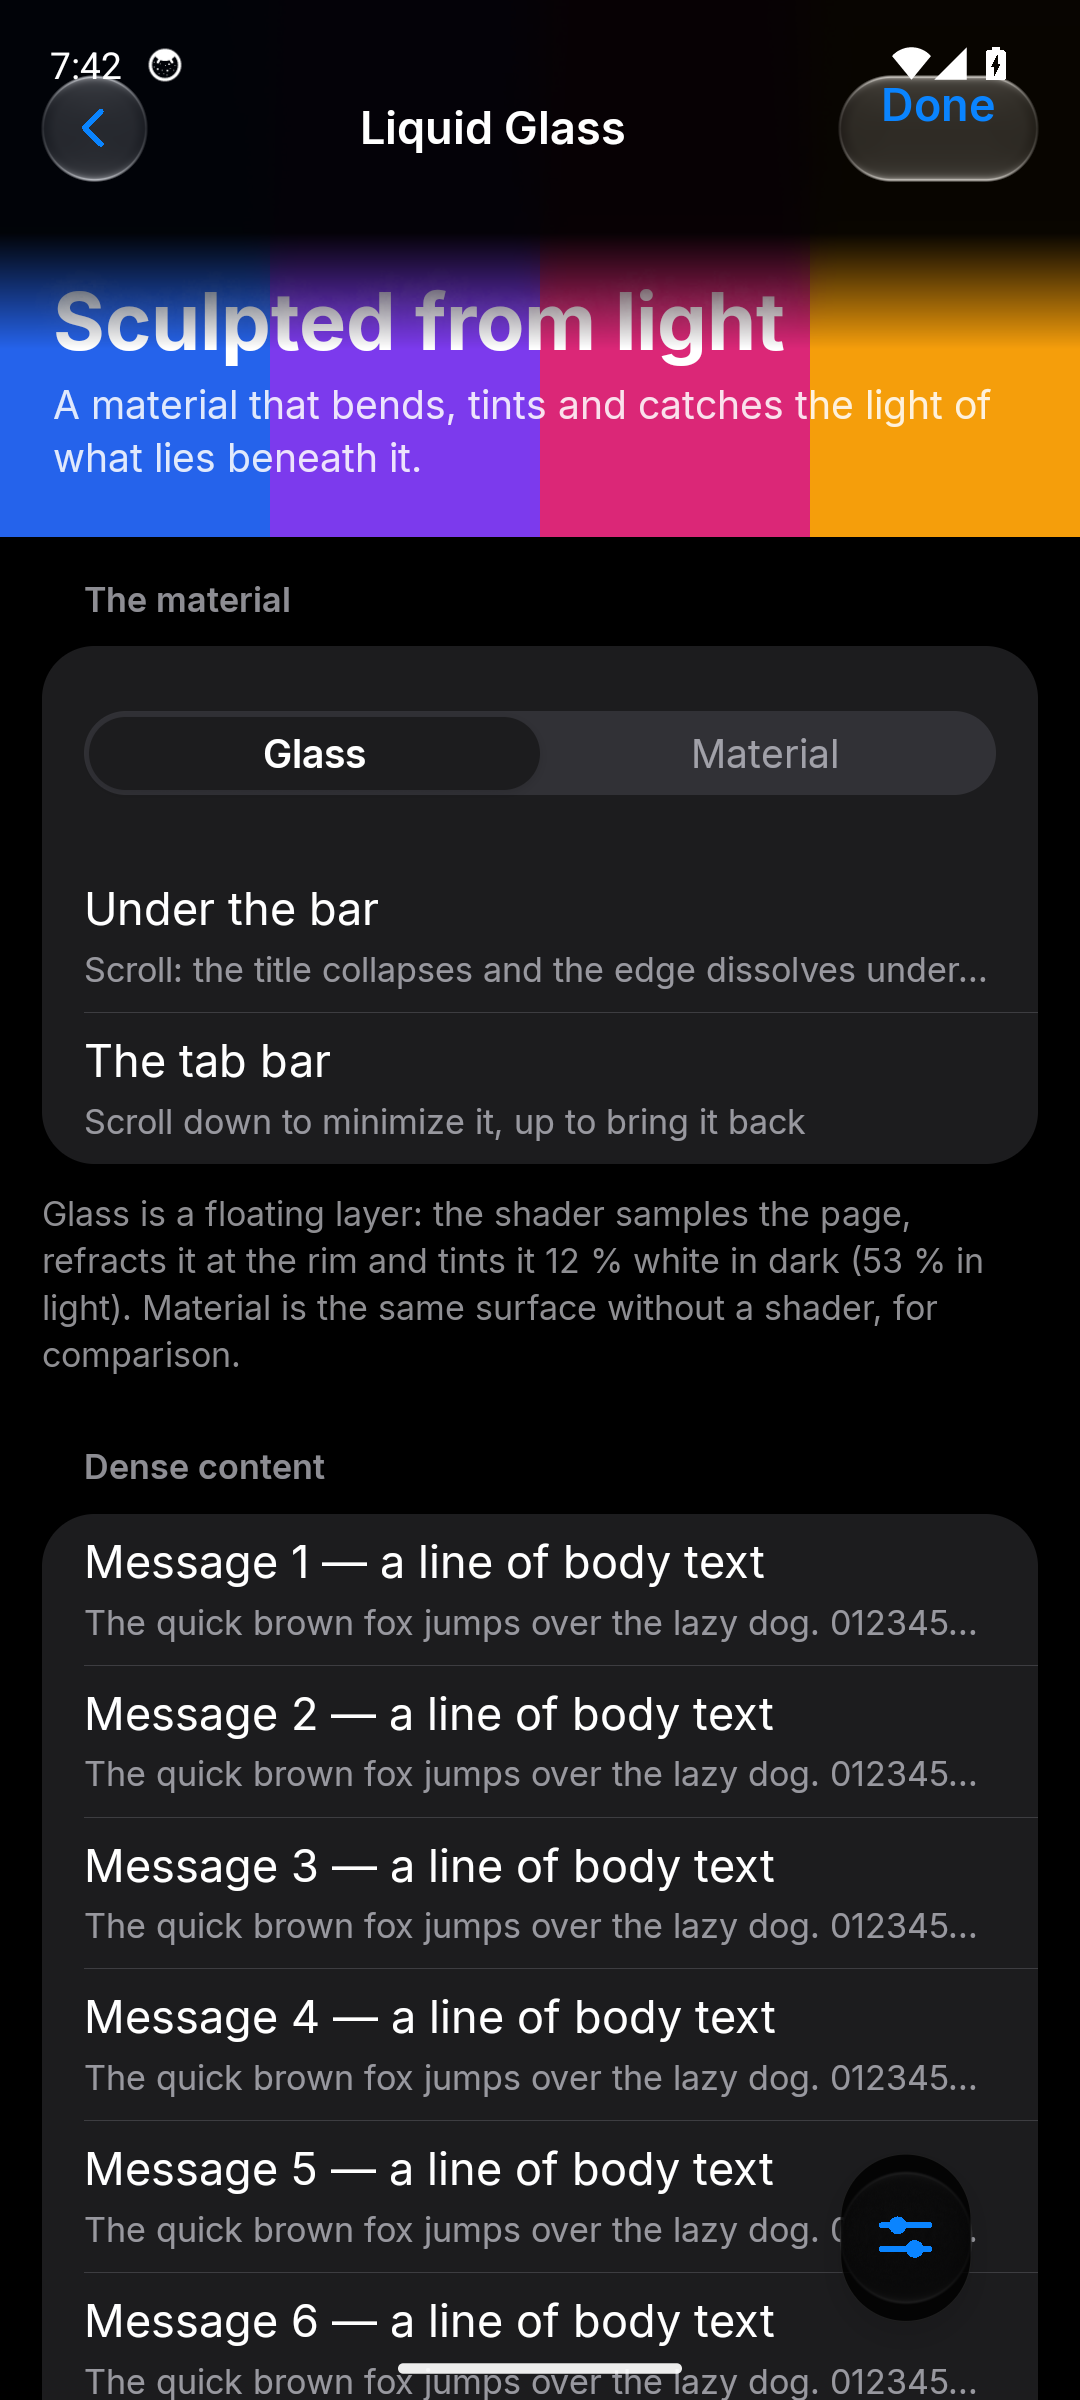 7:42
Liquid Glass
Done
Sculpted from light
A material that bends, tints and catches the light of
what lies beneath it.
The material
Glass
Material
Under the bar
Scroll: the title collapses and the edge dissolves under...
The tab bar
Scroll down to minimize it, up to bring it back
Glass is a floating layer: the shader samples the page,
refracts it at the rim and tints it 12 % white in dark (53 % in
light). Material is the same surface without a shader, for
comparison.
Dense content
Message 1 — a line of body text
The quick brown fox jumps over the lazy dog. 012345...
Message 2 — a line of body text
The quick brown fox jumps over the lazy dog. 012345...
Message 3 — a line of body text
The quick brown fox jumps over the lazy dog. 012345...
Message 4 — a line of body text
The quick brown fox jumps over the lazy dog. 012345...
Message 5 — a line of body text
The quick brown fox jumps over the lazy dog.
Message 6 — a line of body text
The quick brown fox jumps over the lazy dog. 012345...